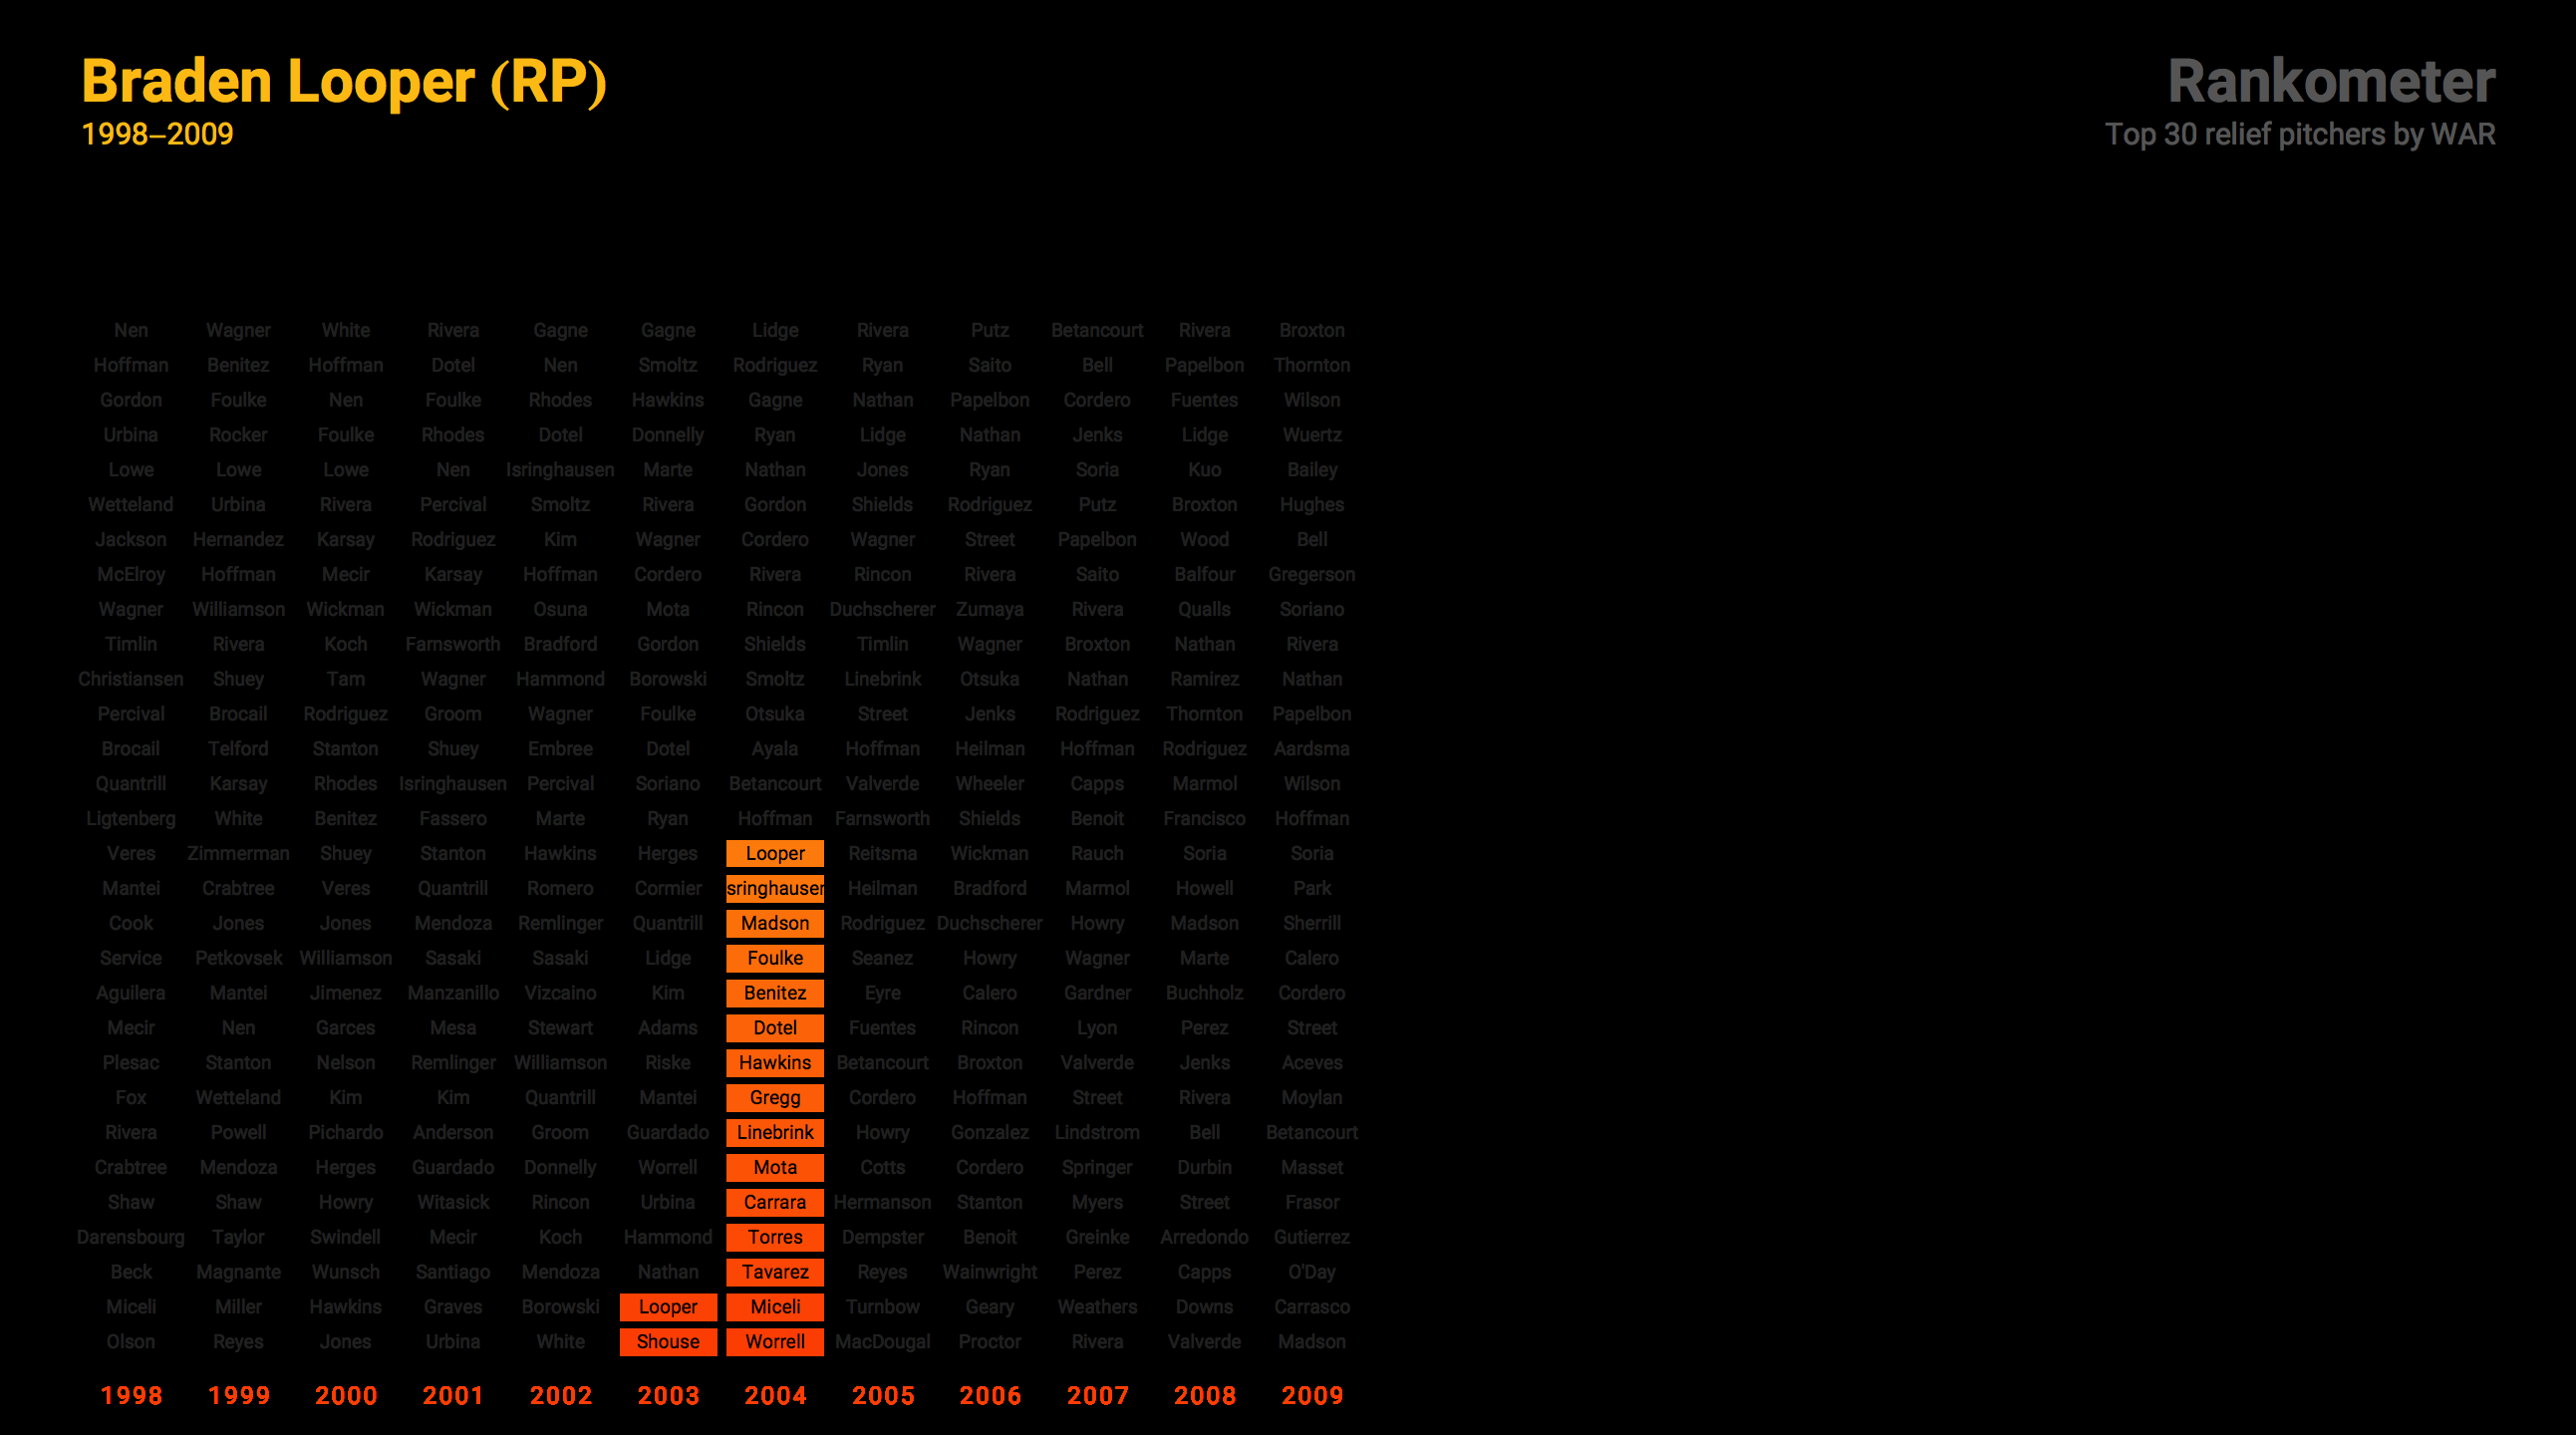 Braden Looper (RP)
1998–2009
Rankometer
Top 30 relief pitchers by WAR
Nen Wagner White Rivera Gagne Gagne Lidge Rivera Putz Betancourt Rivera Broxton
Hoffman Benitez Hoffman Dotel Nen Smoltz Rodriguez Ryan Saito Bell Papelbon Thornton
Gordon Foulke Nen Foulke Rhodes Hawkins Gagne Nathan Papelbon Cordero Fuentes Wilson
Urbina Rocker Foulke Rhodes Dotel Donnelly Ryan Lidge Nathan Jenks Lidge Wuertz
Lowe Lowe Lowe Nen Isringhausen Marte Nathan Jones Ryan Soria Kuo Bailey
Wetteland Urbina Rivera Percival Smoltz Rivera Gordon Shields Rodriguez Putz Broxton Hughes
Jackson Hernandez Karsay Rodriguez Kim Wagner Cordero Wagner Street Papelbon Wood Bell
McElroy Hoffman Mecir Karsay Hoffman Cordero Rivera Rincon Rivera Saito Balfour Gregerson
Wagner Williamson Wickman Wickman Osuna Mota Rincon Duchscherer Zumaya Rivera Qualls Soriano
Timlin Rivera Koch Farnsworth Bradford Gordon Shields Timlin Wagner Broxton Nathan Rivera
Christiansen Shuey Tam Wagner Hammond Borowski Smoltz Linebrink Otsuka Nathan Ramirez Nathan
Percival Brocail Rodriguez Groom Wagner Foulke Otsuka Street Jenks Rodriguez Thornton Papelbon
Brocail Telford Stanton Shuey Embree Dotel Ayala Hoffman Heilman Hoffman Rodriguez Aardsma
Quantrill Karsay Rhodes Isringhausen Percival Soriano Betancourt Valverde Wheeler Capps Marmol Wilson
Ligtenberg White Benitez Fassero Marte Ryan Hoffman Farnsworth Shields Benoit Francisco Hoffman
Veres Zimmerman Shuey Stanton Hawkins Herges Looper Reitsma Wickman Rauch Soria Soria
Mantei Crabtree Veres Quantrill Romero Cormier sringhauser Heilman Bradford Marmol Howell Park
Cook Jones Jones Mendoza Remlinger Quantrill Madson Rodriguez Duchscherer Howry Madson Sherrill
Service Petkovsek Williamson Sasaki Sasaki Lidge Foulke Seanez Howry Wagner Marte Calero
Aguilera Mantei Jimenez Manzanillo Vizcaino Kim Benitez Eyre Calero Gardner Buchholz Cordero
Mecir Nen Garces Mesa Stewart Adams Dotel Fuentes Rincon Lyon Perez Street
Plesac Stanton Nelson Remlinger Williamson Riske Hawkins Betancourt Broxton Valverde Jenks Aceves
Fox Wetteland Kim Kim Quantrill Mantei Gregg Cordero Hoffman Street Rivera Moylan
Rivera Powell Pichardo Anderson Groom Guardado Linebrink Howry Gonzalez Lindstrom Bell Betancourt
Crabtree Mendoza Herges Guardado Donnelly Worrell Mota Cotts Cordero Springer Durbin Masset
Shaw Shaw Howry Witasick Rincon Urbina Carrara Hermanson Stanton Myers Street Frasor
Darensbourg Taylor Swindell Mecir Koch Hammond Torres Dempster Benoit Greinke Arredondo Gutierrez
Beck Magnante Wunsch Santiago Mendoza Nathan Tavarez Reyes Wainwright Perez Capps O'Day
Miceli Miller Hawkins Graves Borowski Looper Miceli Turnbow Geary Weathers Downs Carrasco
Olson Reyes Jones Urbina White Shouse Worrell MacDougal Proctor Rivera Valverde Madson
1998 1999 2000 2001 2002 2003 2004 2005 2006 2007 2008 2009